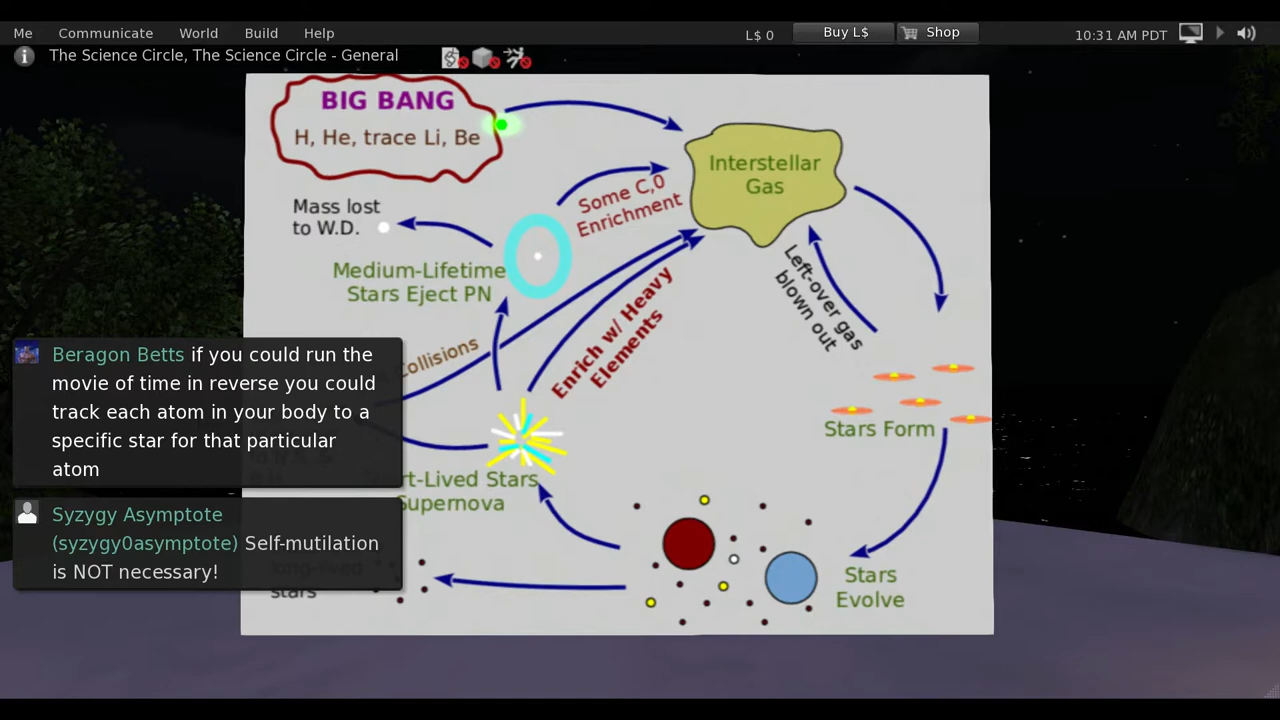 Me Communicate World Build Help L$ 0 Buy L$ Shop 10:31 AM PDT
The Science Circle, The Science Circle - General
BIG BANG
H, He, trace Li, Be
Interstellar
Gas
Some C,0
Enrichment
Mass lost
to W.D.
Medium-Lifetime
Stars Eject PN
Left-over gas
blown out
Enrich w/ Heavy
Elements
Collisions
Stars Form
Short-Lived Stars
Supernova
Stars
Evolve
long-lived
stars
Beragon Betts if you could run the
movie of time in reverse you could
track each atom in your body to a
specific star for that particular
atom
Syzygy Asymptote
(syzygy0asymptote) Self-mutilation
is NOT necessary!